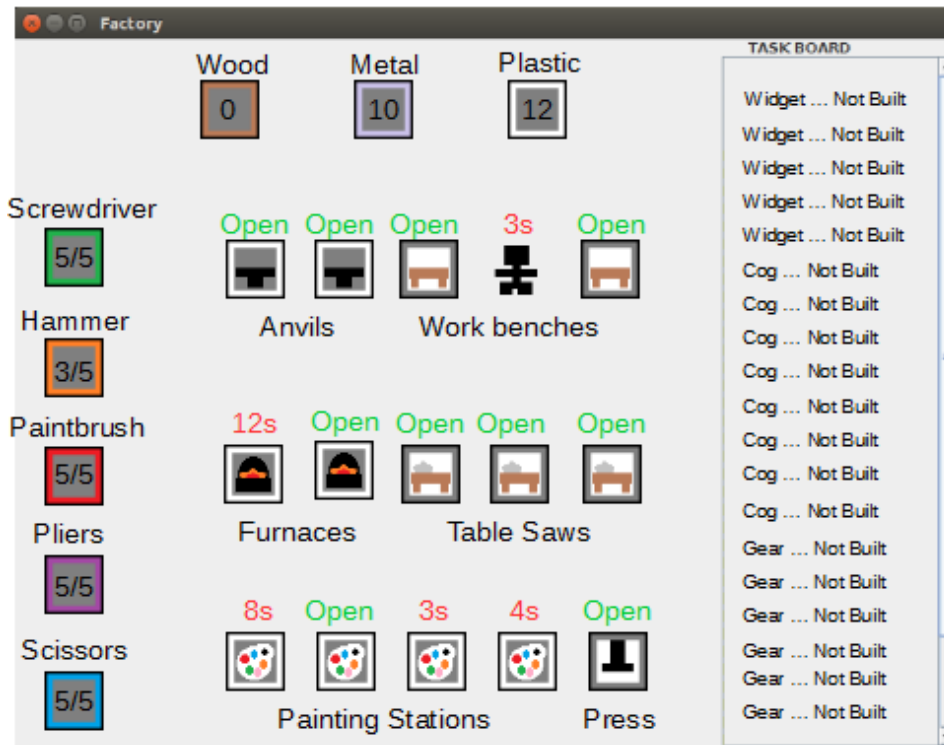 Factory
Wood Metal Plastic
0 10 12
Screwdriver
5/5
Hammer
3/5
Paintbrush
5/5
Pliers
5/5
Scissors
5/5
Open Open Open 3s Open
Anvils Work benches
12s Open Open Open Open
Furnaces Table Saws
8s Open 3s 4s Open
Painting Stations Press
TASK BOARD
Widget ... Not Built
Widget ... Not Built
Widget ... Not Built
Widget ... Not Built
Widget ... Not Built
Cog ... Not Built
Cog ... Not Built
Cog ... Not Built
Cog ... Not Built
Cog ... Not Built
Cog ... Not Built
Cog ... Not Built
Cog ... Not Built
Gear ... Not Built
Gear ... Not Built
Gear ... Not Built
Gear ... Not Built
Gear ... Not Built
Gear ... Not Built